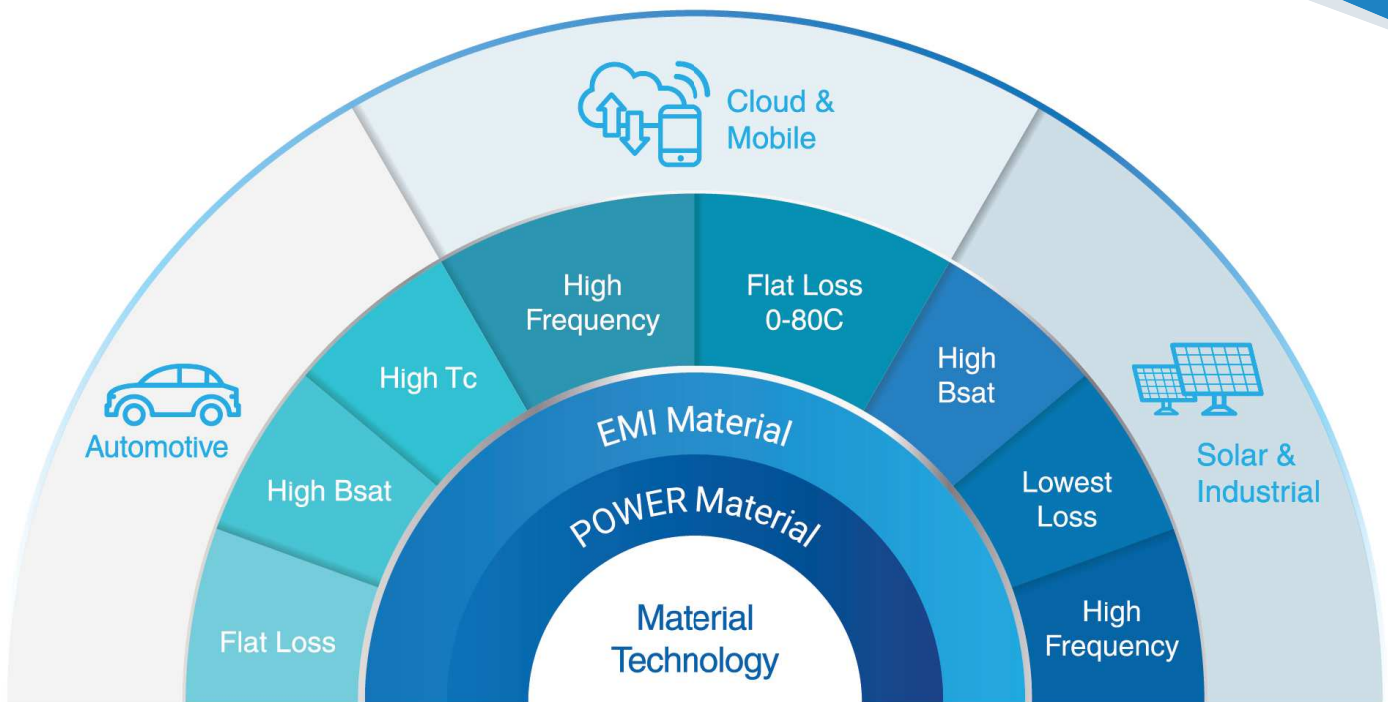 Cloud &
Mobile
High
Frequency
Flat Loss
0-80C
High Tc
High
Bsat
Automotive
High Bsat
Solar &
Industrial
Lowest
Loss
Flat Loss
High
Frequency
EMI Material
POWER Material
Material
Technology